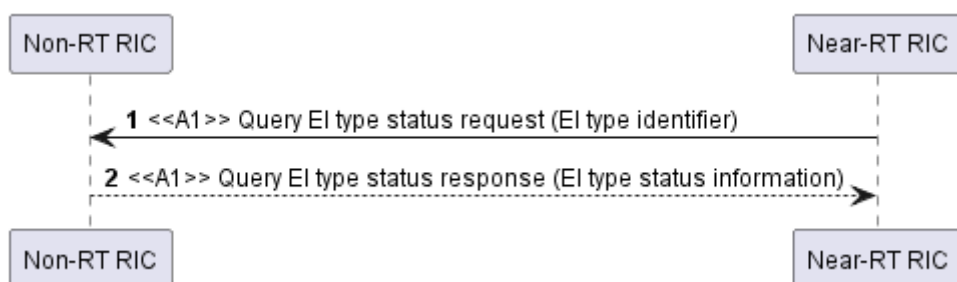 Non-RT RIC
Near-RT RIC
1 <<A1>> Query EI type status request (EI type identifier)
2 <<A1>> Query EI type status response (EI type status information)
Non-RT RIC
Near-RT RIC